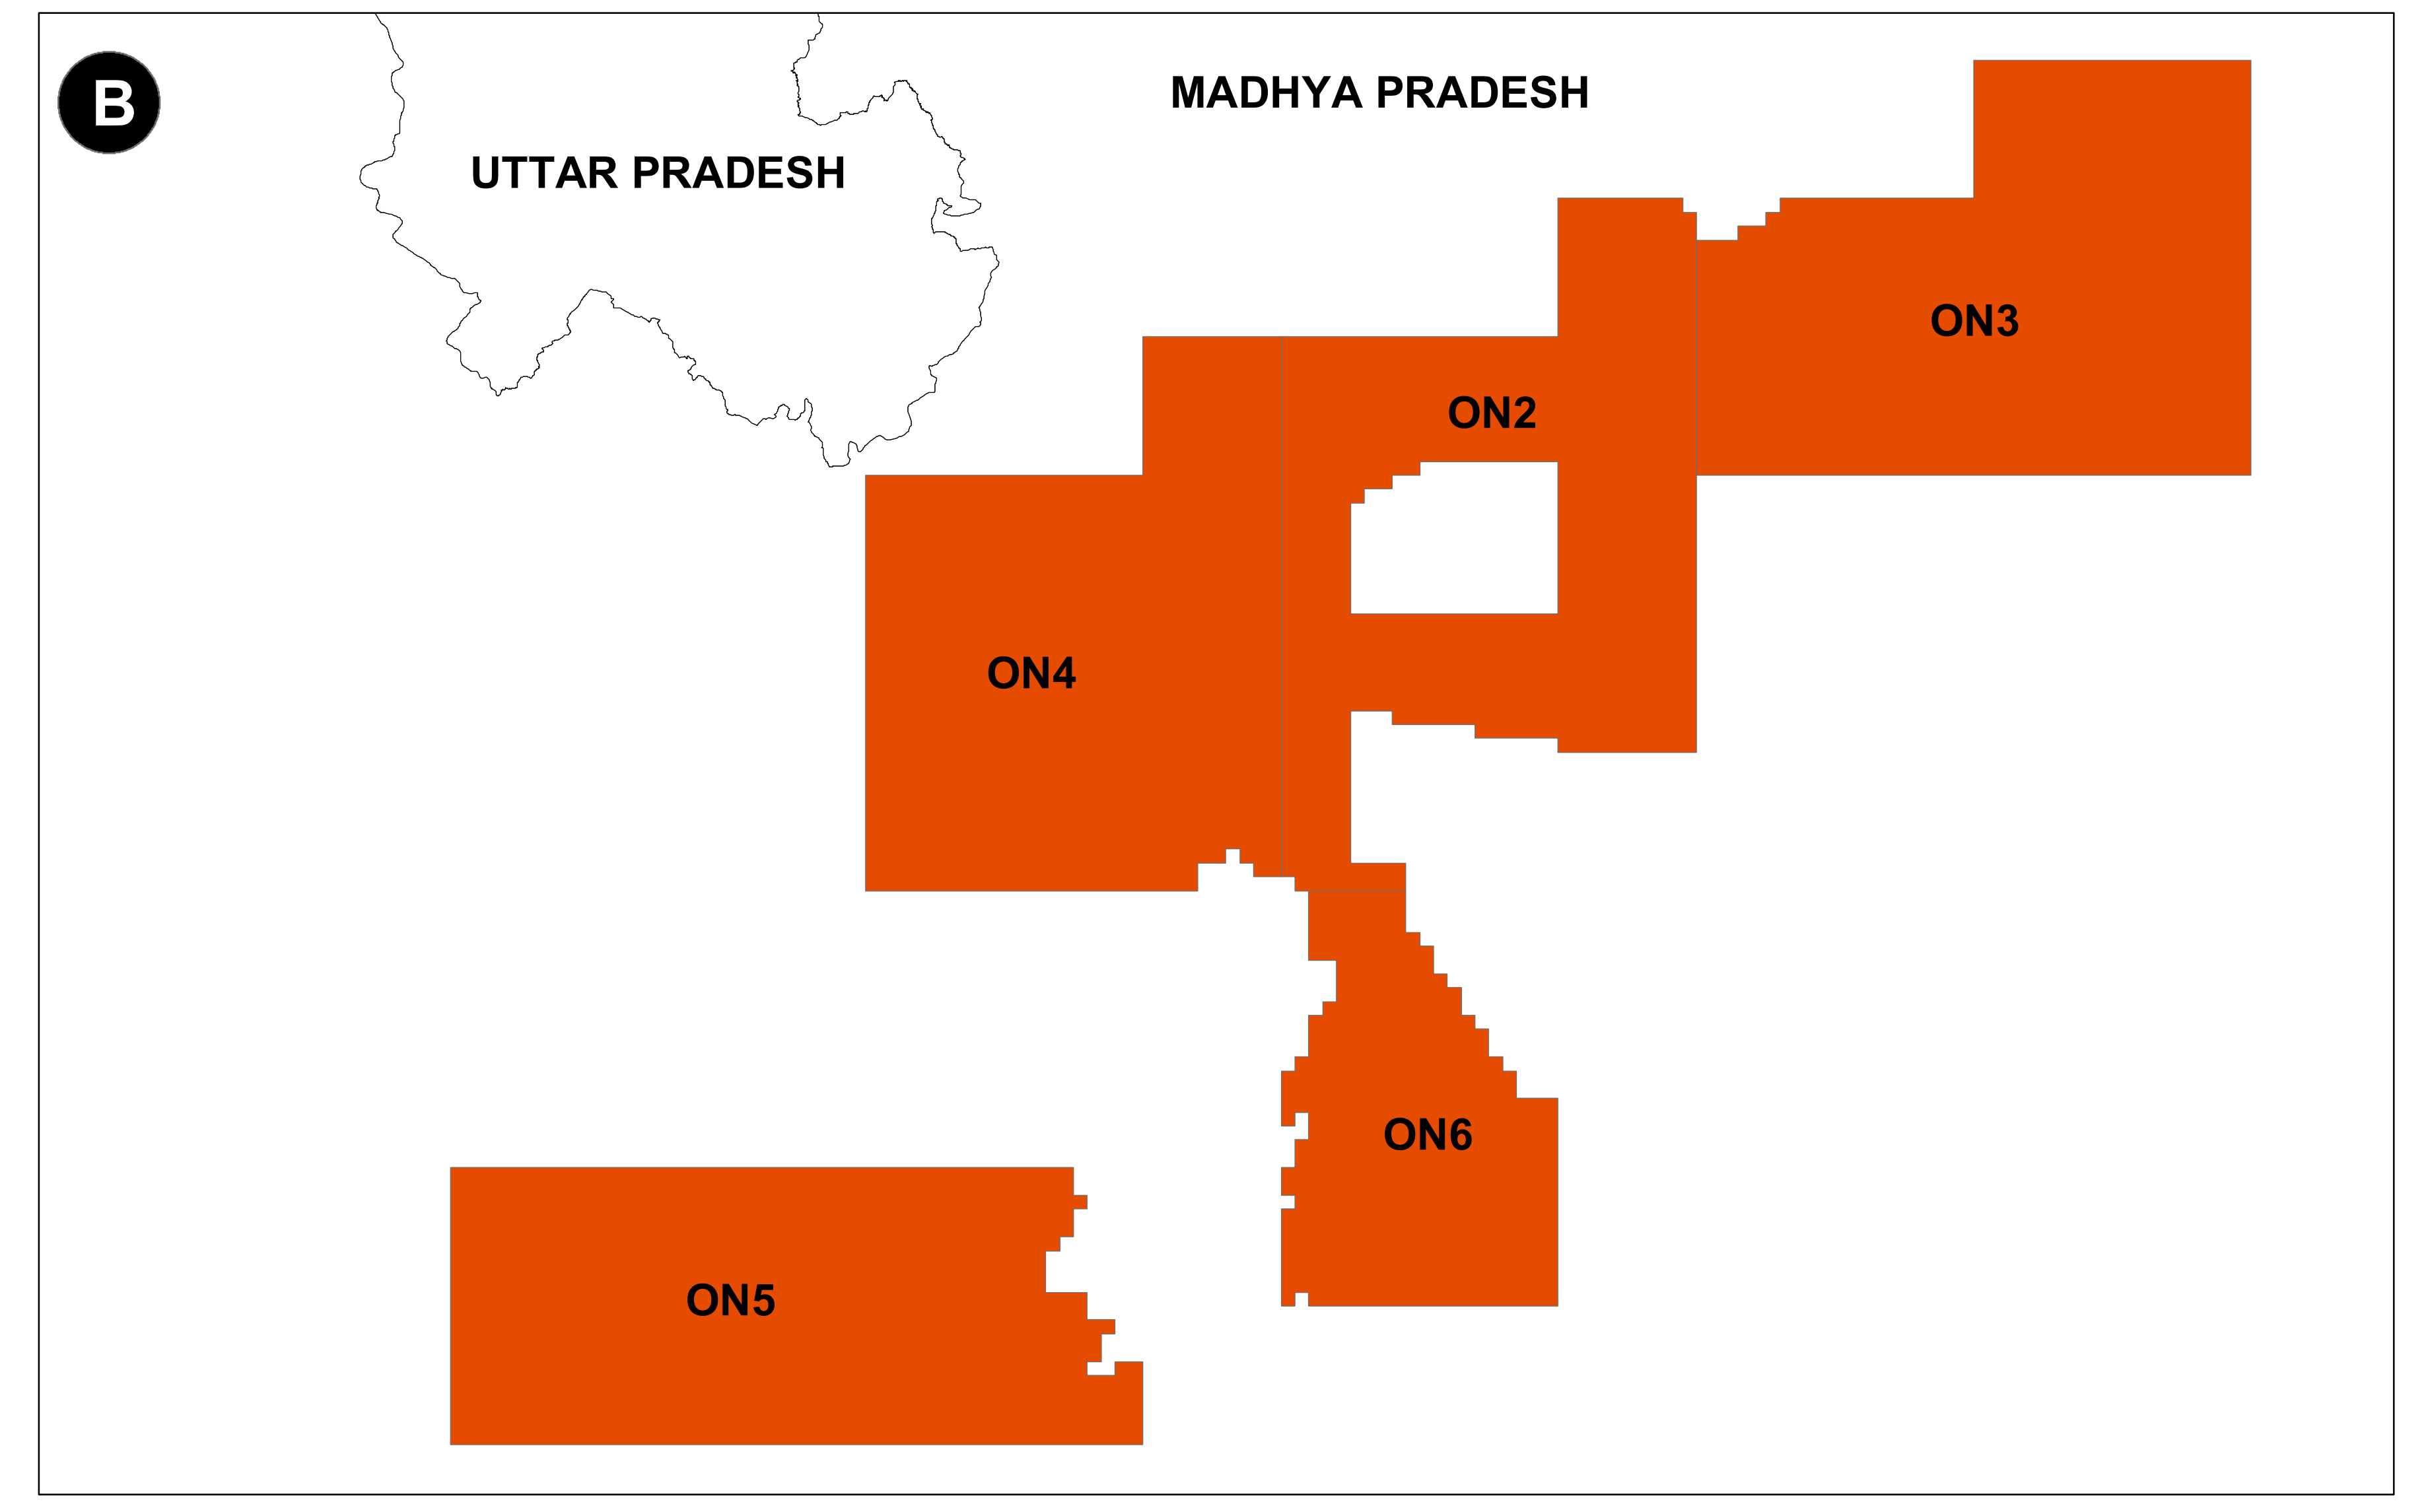 B
MADHYA PRADESH
UTTAR PRADESH
ON3
ON2
ON4
ON6
ON5